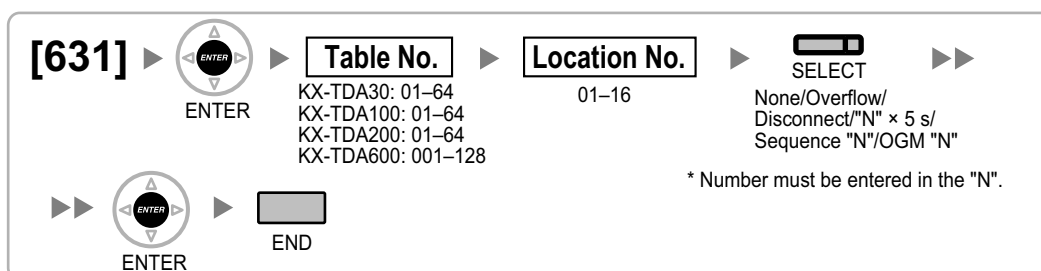 [631]
ENTER
ENTER
Table No.
KX-TDA30: 01–64
KX-TDA100: 01–64
KX-TDA200: 01–64
KX-TDA600: 001–128
Location No.
01–16
SELECT
None/Overflow/
Disconnect/"N" × 5 s/
Sequence "N"/OGM "N"
* Number must be entered in the "N".
ENTER
ENTER
END